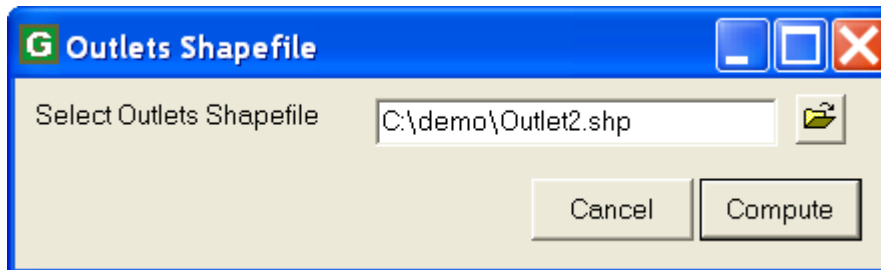 G Outlets Shapefile
Select Outlets Shapefile C:\demo\Outlet2.shp
Cancel Compute